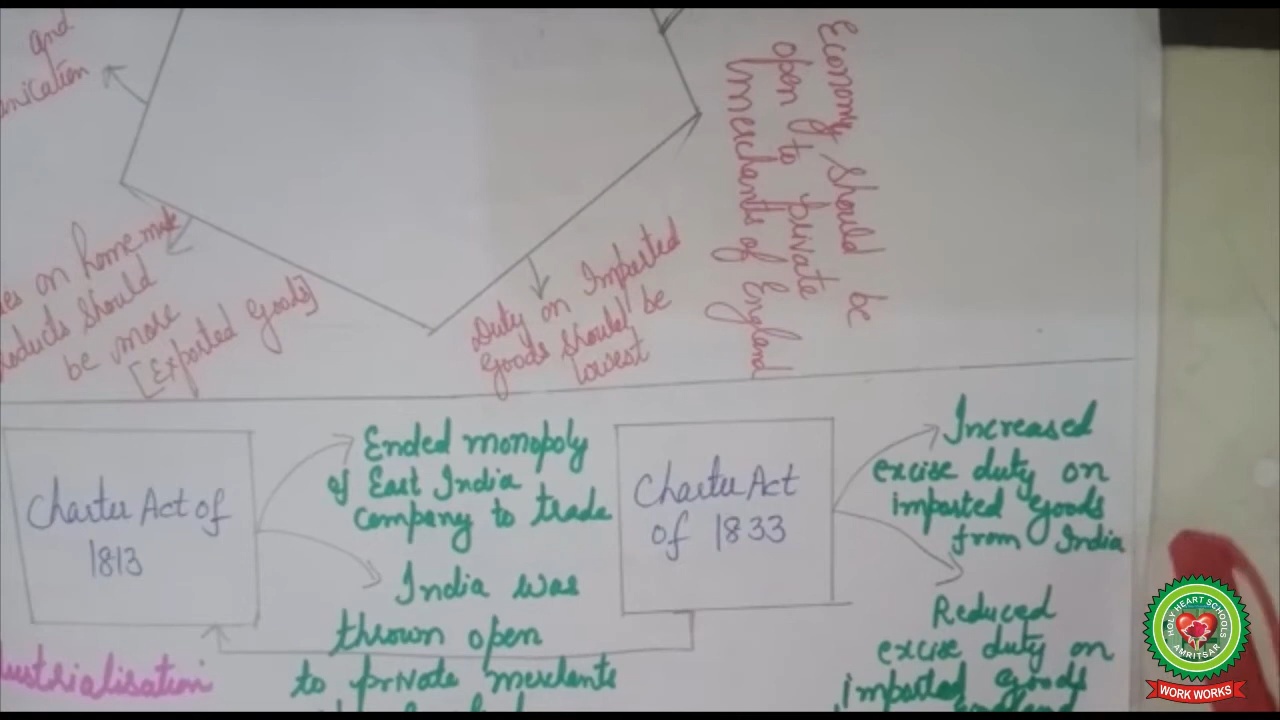 and
Economy Should be
open to private
merchants of England
on home made
products should
be more
[Exported Goods]
Duty on Imported
goods should be
lowest
Charter Act of
1813
Ended monopoly
of East India
company to trade
India was
thrown open
to private merchants
Charter Act
of 1833
Increased
excise duty on
imported goods
from India
Reduced
excise duty on
imported goods
HOLY HEART SCHOOLS
AMRITSAR
WORK WORKS